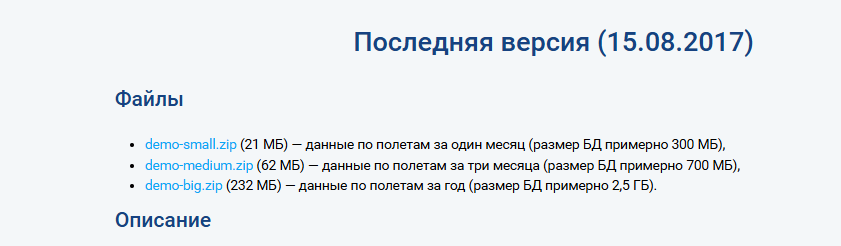 Последняя версия (15.08.2017)
Файлы
• demo-small.zip (21 МБ) — данные по полетам за один месяц (размер БД примерно 300 МБ),
• demo-medium.zip (62 МБ) — данные по полетам за три месяца (размер БД примерно 700 МБ),
• demo-big.zip (232 МБ) — данные по полетам за год (размер БД примерно 2,5 ГБ).
Описание